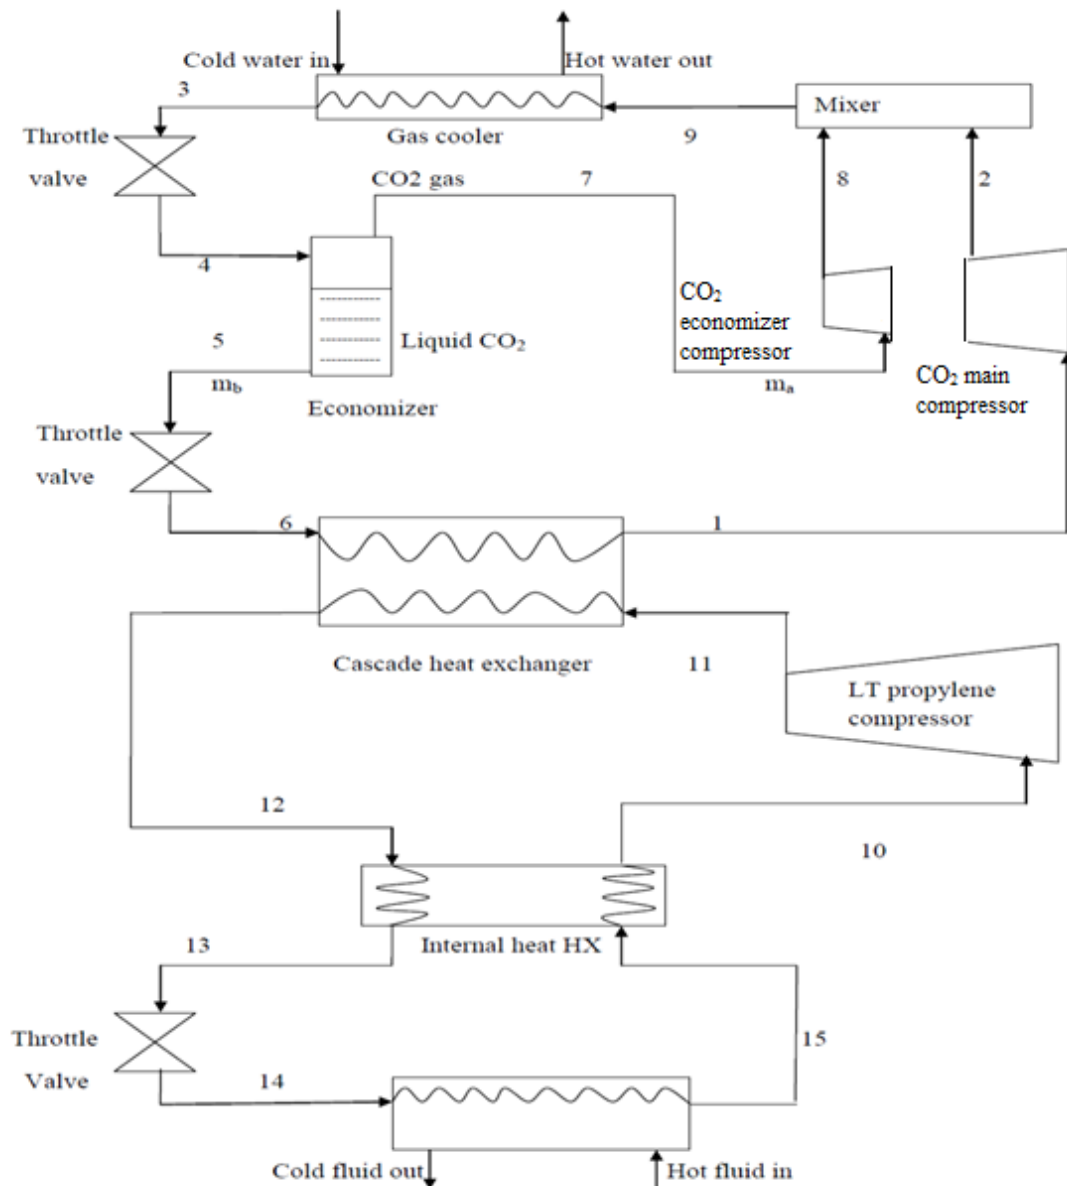 Cold water in
Hot water out
3
Mixer
Throttle
valve
Gas cooler
9
CO2 gas
7
8
2
4
CO₂
economizer
compressor
5
Liquid CO₂
CO₂ main
compressor
m_b
m_a
Economizer
Throttle
valve
6
1
Cascade heat exchanger
11
LT propylene
compressor
12
10
13
Internal heat HX
Throttle
Valve
15
14
Cold fluid out
Hot fluid in